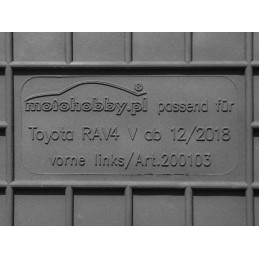 motohobby.pl passend für
Toyota RAV4 V ab 12/2018
vorne links/Art.200103